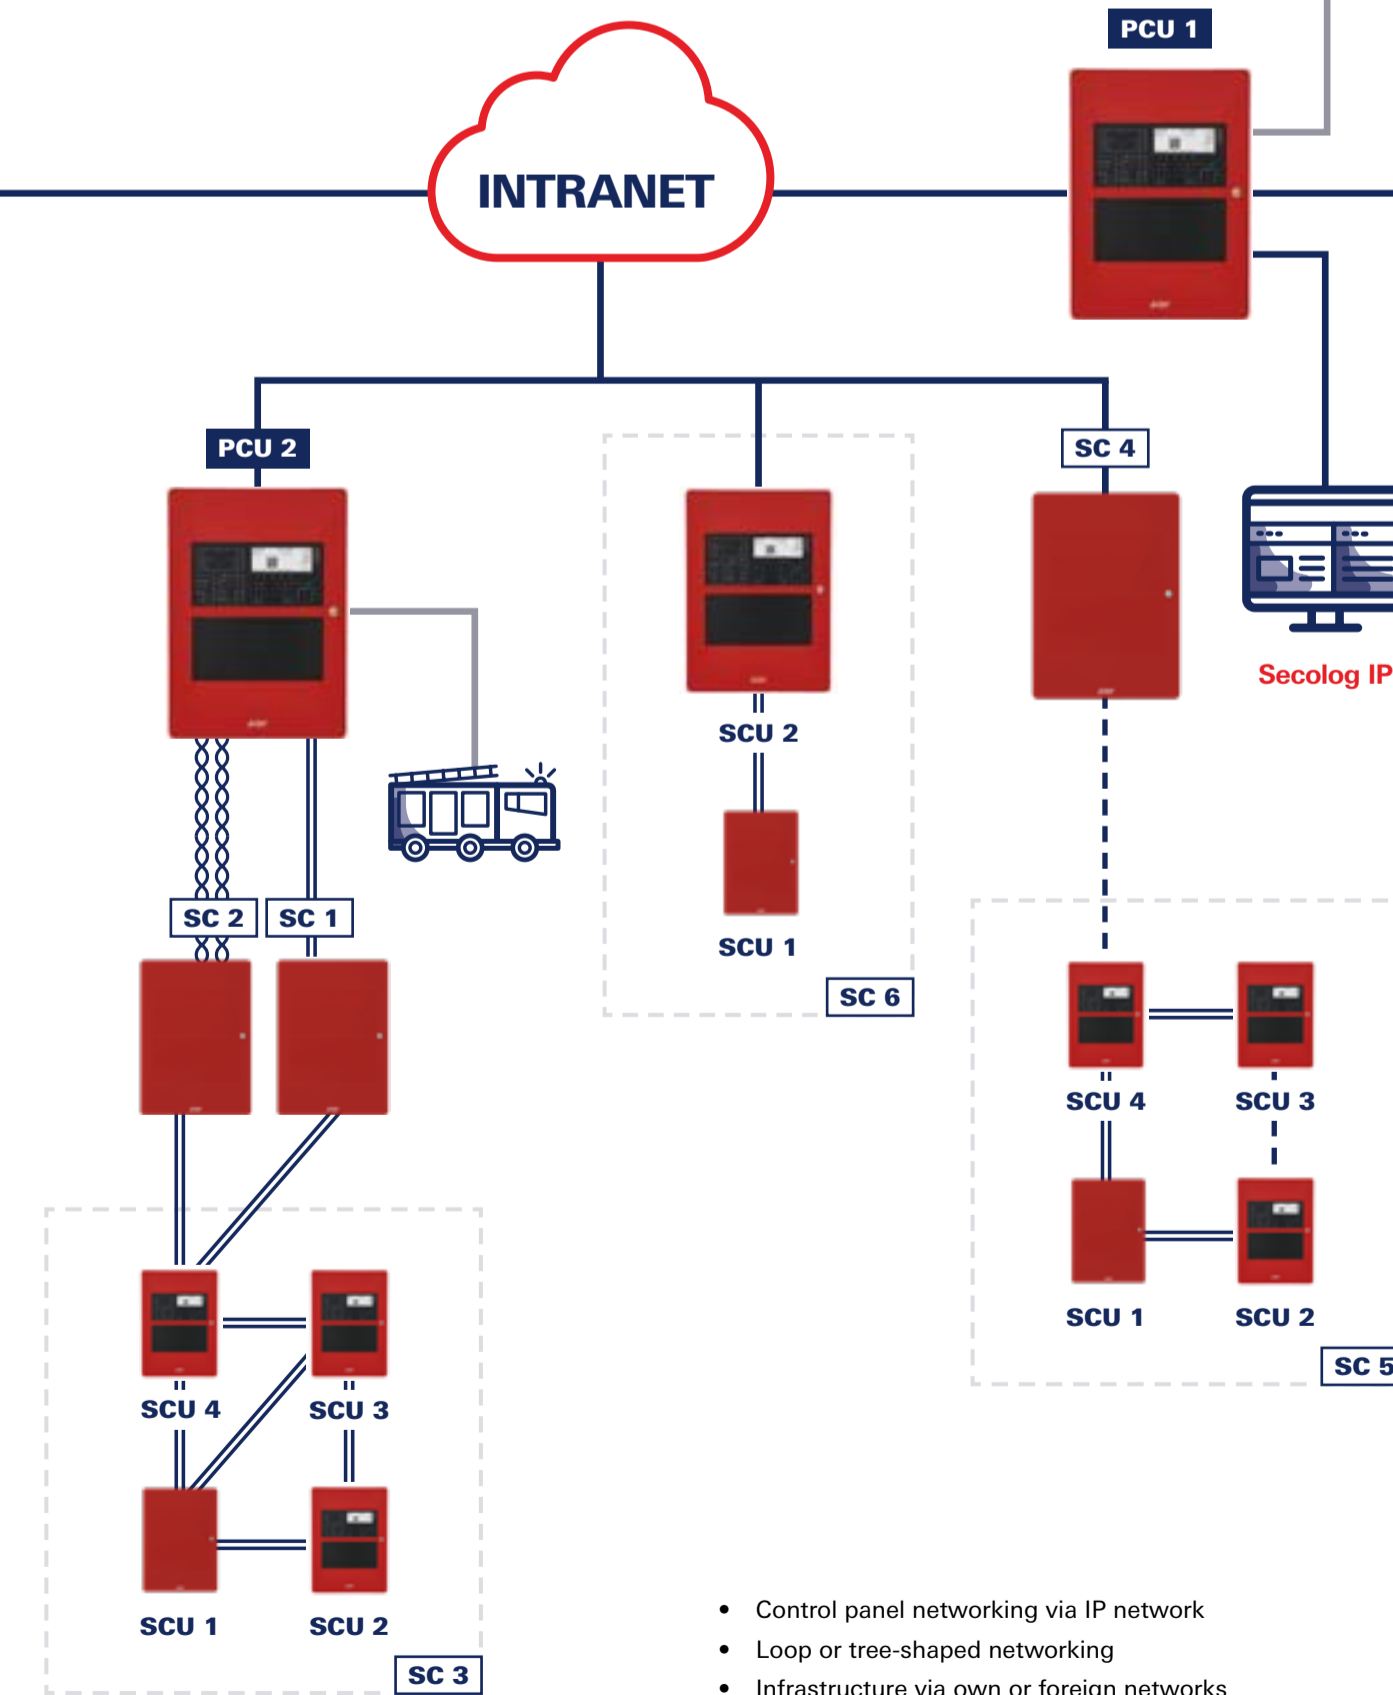 PCU 1
INTRANET
PCU 2
SC 4
Secolog IP
SCU 2
SCU 1
SC 6
SC 2
SC 1
SCU 4
SCU 3
SCU 1
SCU 2
SC 5
SCU 4
SCU 3
SCU 1
SCU 2
SC 3
• Control panel networking via IP network
• Loop or tree-shaped networking
• Infrastructure via own or foreign networks